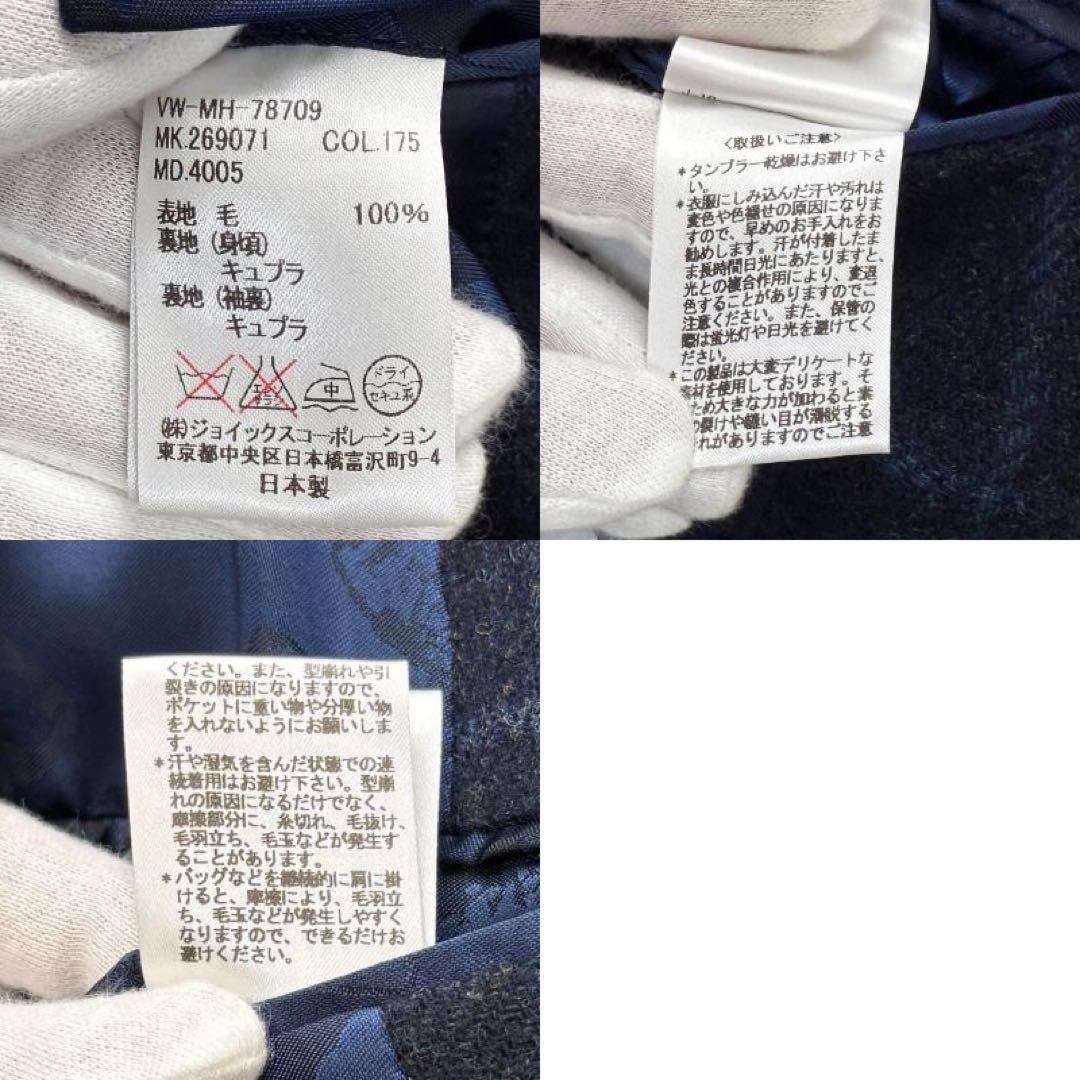 VW-MH-78709
MK.269071 COL.175
MD.4005
表地 毛 100%
裏地(身頃)
キュプラ
裏地(袖裏)
キュプラ
エンソ
サラシ
中
ドライ
セキユ系
(株)ジョイックスコーポレーション
東京都中央区日本橋富沢町9-4
日本製
<取扱いご注意>
*タンブラー乾燥はお避け下さ
い。
*衣服にしみ込んだ汗や汚れは
変色や色褪せの原因になりま
すので、早めのお手入れをお
勧めします。汗が付着したま
ま長時間日光にあたりますと、
光との複合作用により、変退
色することがありますのでご
注意ください。また、保管の
際は蛍光灯や日光を避けてく
ださい。
*この製品は大変デリケートな
素材を使用しております。そ
ため大きな力が加わると素
裂けや縫い目が滑脱する
れがありますのでご注意
ください。また、型崩れや引
裂きの原因になりますので、
ポケットに重い物や分厚い物
を入れないようにお願いしま
す。
*汗や湿気を含んだ状態での連
続着用はお避け下さい。型崩
れの原因になるだけでなく、
摩擦部分に、糸切れ、毛抜け、
毛羽立ち、毛玉などが発生す
ることがあります。
*バッグなどを継続的に肩に掛
けると、摩擦により、毛羽立
ち、毛玉などが発生しやすく
なりますので、できるだけお
避けください。